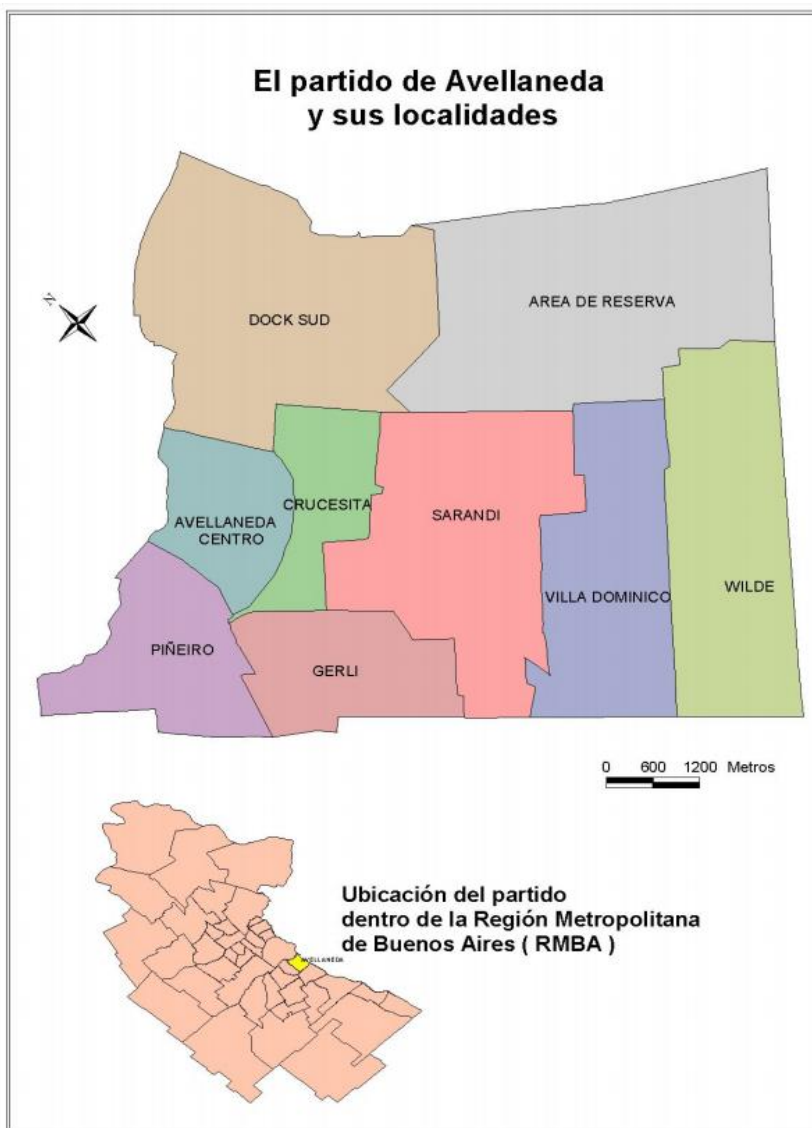 El partido de Avellaneda
y sus localidades
N
DOCK SUD
AREA DE RESERVA
AVELLANEDA
CENTRO
CRUCESITA
SARANDI
VILLA DOMINICO
WILDE
PIÑEIRO
GERLI
0 600 1200 Metros
Ubicación del partido
dentro de la Región Metropolitana
de Buenos Aires ( RMBA )
AVELLANEDA